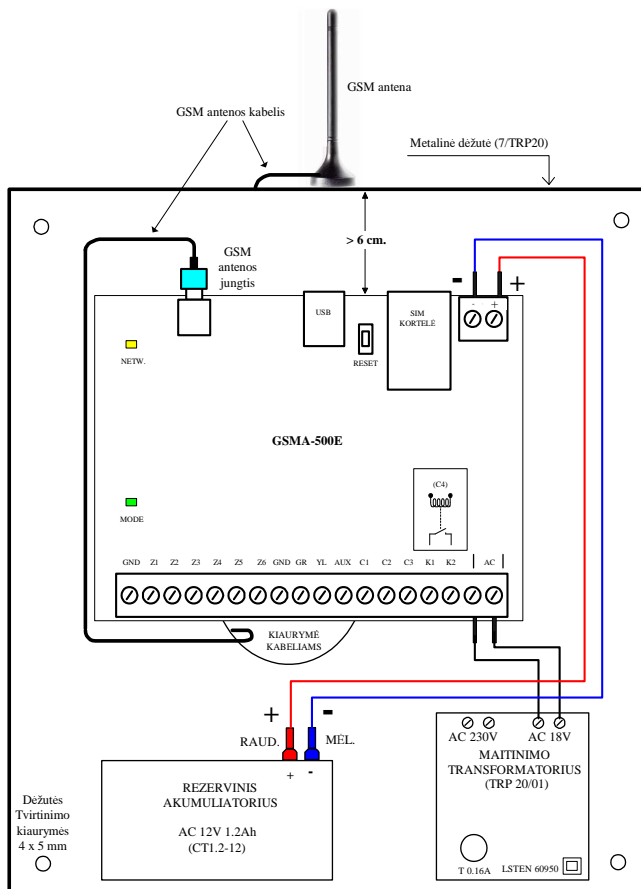 GSM antena
GSM antenos kabelis
Metalinė dėžutė (7/TRP20)
> 6 cm.
GSM
antenos
jungtis
- +
USB
SIM
KORTELĖ
- +
RESET
NETW.
GSMA-500E
(C4)
MODE
GND Z1 Z2 Z3 Z4 Z5 Z6 GND GR YL AUX C1 C2 C3 K1 K2 AC
KIAURYMĖ
KABELIAMS
+ -
RAUD. MĖL.
+ -
AC 230V AC 18V
MAITINIMO
TRANSFORMATORIUS
(TRP 20/01)
REZERVINIS
AKUMULIATORIUS
AC 12V 1.2Ah
(CT1.2-12)
Dėžutės
Tvirtinimo
kiaurymės
4 x 5 mm
T 0.16A LSTEN 60950